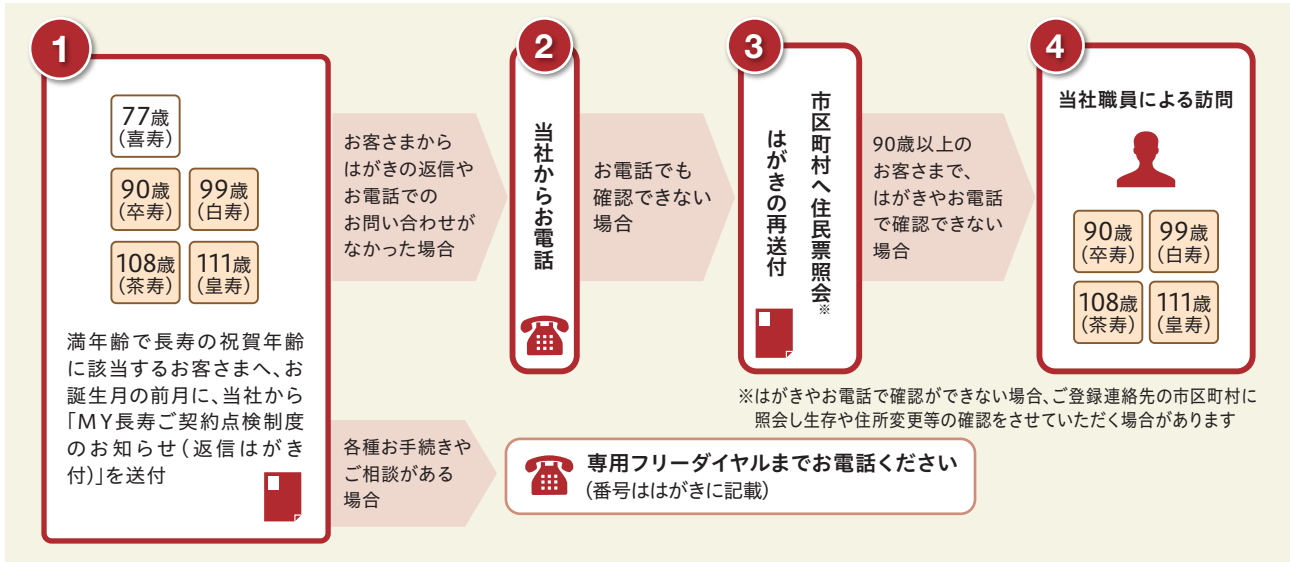 1
77歳
(喜寿)
90歳
(卒寿)
99歳
(白寿)
108歳
(茶寿)
111歳
(皇寿)
満年齢で長寿の祝賀年齢
に該当するお客さまへ、お
誕生月の前月に、当社から
「MY長寿ご契約点検制度
のお知らせ(返信はがき
付)」を送付
お客さまから
はがきの返信や
お電話での
お問い合わせが
なかった場合
2
当社からお電話
お電話でも
確認できない
場合
3
市区町村へ住民票照会※
はがきの再送付
90歳以上の
お客さまで、
はがきやお電話
で確認できない
場合
4
当社職員による訪問
90歳
(卒寿)
99歳
(白寿)
108歳
(茶寿)
111歳
(皇寿)
※はがきやお電話で確認ができない場合、ご登録連絡先の市区町村に
照会し生存や住所変更等の確認をさせていただく場合があります
各種お手続きや
ご相談がある
場合
専用フリーダイヤルまでお電話ください
(番号ははがきに記載)